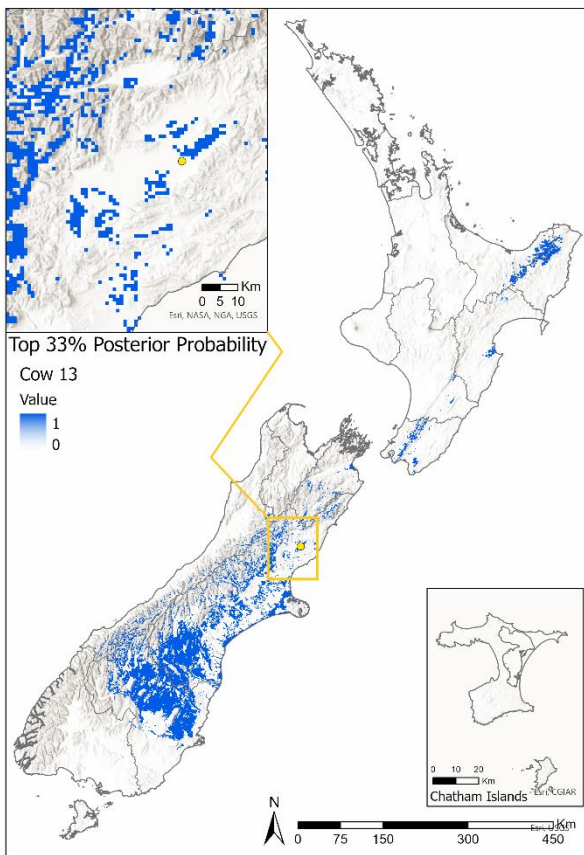 0 5 10
Km
Esri, NASA, NGA, USGS
Top 33% Posterior Probability
Cow 13
Value
1
0
0 10 20
Km
Chatham Islands
Esri, CGIAR
N
Km
Esri, USGS
0 75 150 300 450